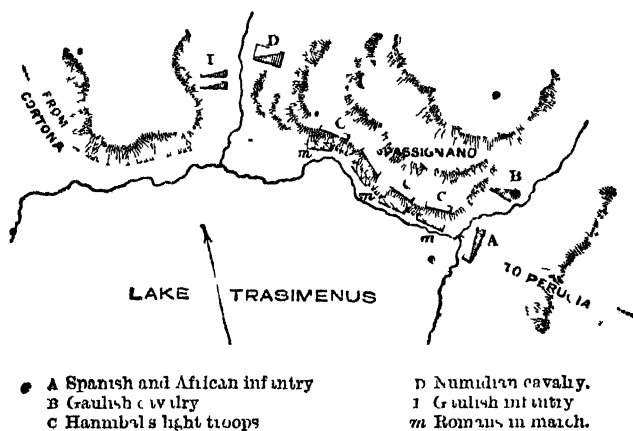 I
D
FROM
CORTONA
C
PASSIGNANO
m
B
m
C
C
m
A
TO PERUGIA
LAKE TRASIMENUS
A Spanish and African infantry
B Gaulish cavalry
C Hannibal's light troops
D Numidian cavalry.
I Gaulish infantry
m Romans in march.